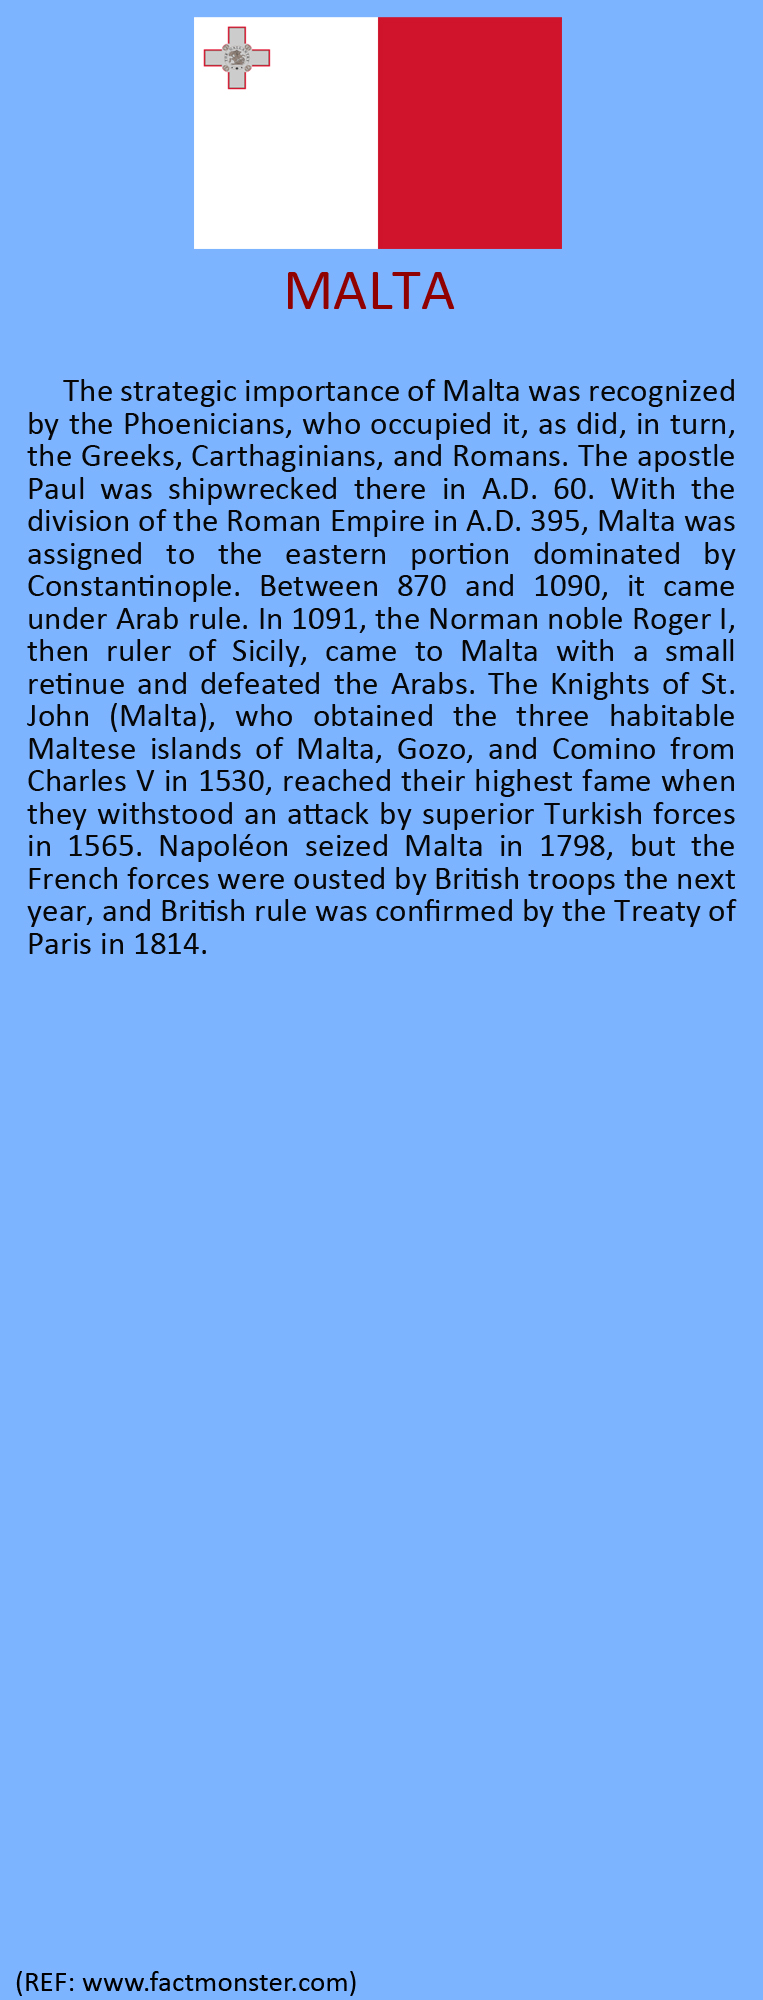 MALTA
The strategic importance of Malta was recognized
by the Phoenicians, who occupied it, as did, in turn,
the Greeks, Carthaginians, and Romans. The apostle
Paul was shipwrecked there in A.D. 60. With the
division of the Roman Empire in A.D. 395, Malta was
assigned to the eastern portion dominated by
Constantinople. Between 870 and 1090, it came
under Arab rule. In 1091, the Norman noble Roger I,
then ruler of Sicily, came to Malta with a small
retinue and defeated the Arabs. The Knights of St.
John (Malta), who obtained the three habitable
Maltese islands of Malta, Gozo, and Comino from
Charles V in 1530, reached their highest fame when
they withstood an attack by superior Turkish forces
in 1565. Napoléon seized Malta in 1798, but the
French forces were ousted by British troops the next
year, and British rule was confirmed by the Treaty of
Paris in 1814.
(REF: www.factmonster.com)